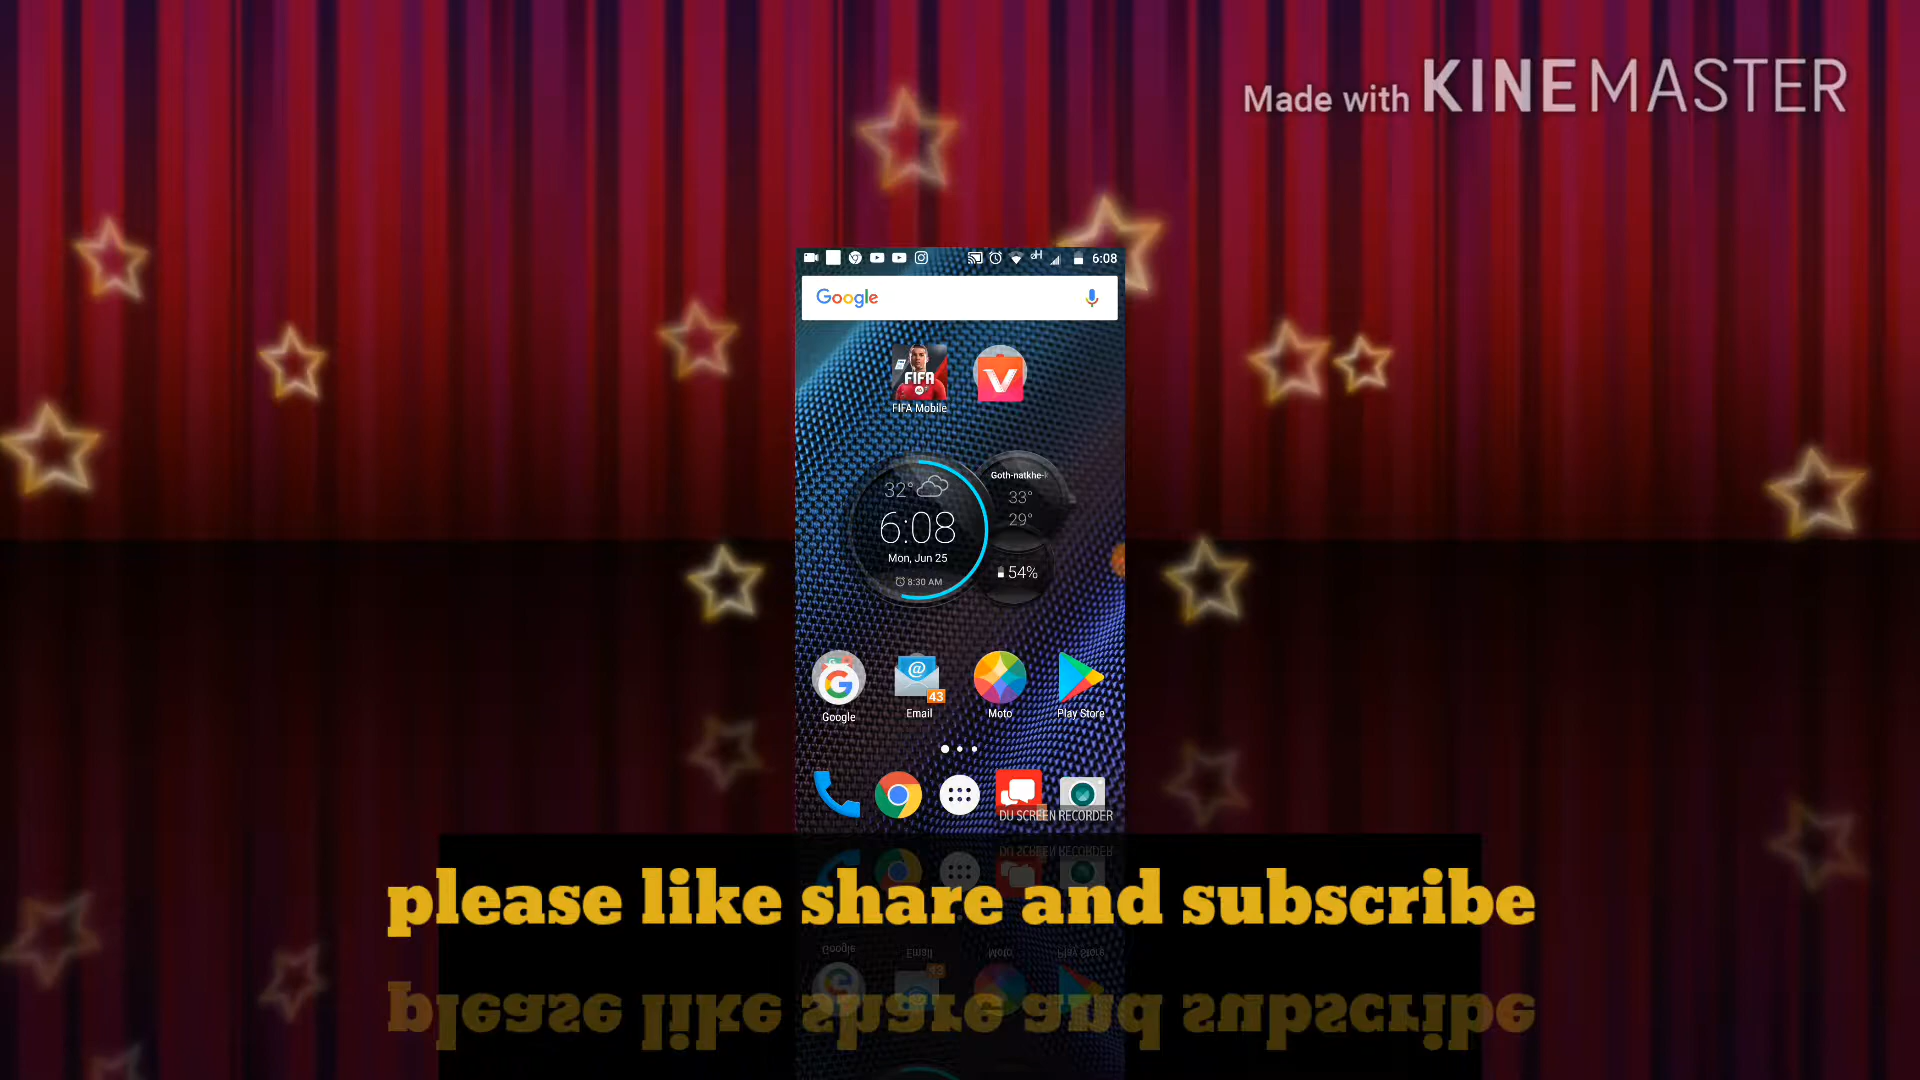 Made with KINEMASTER
6:08
Google
FIFA
FIFA Mobile
32°
6:08
Mon, Jun 25
8:30 AM
Goth-natkhe-
33°
29°
54%
43
Google
Email
Moto
Play Store
DU SCREEN RECORDER
please like share and subscribe